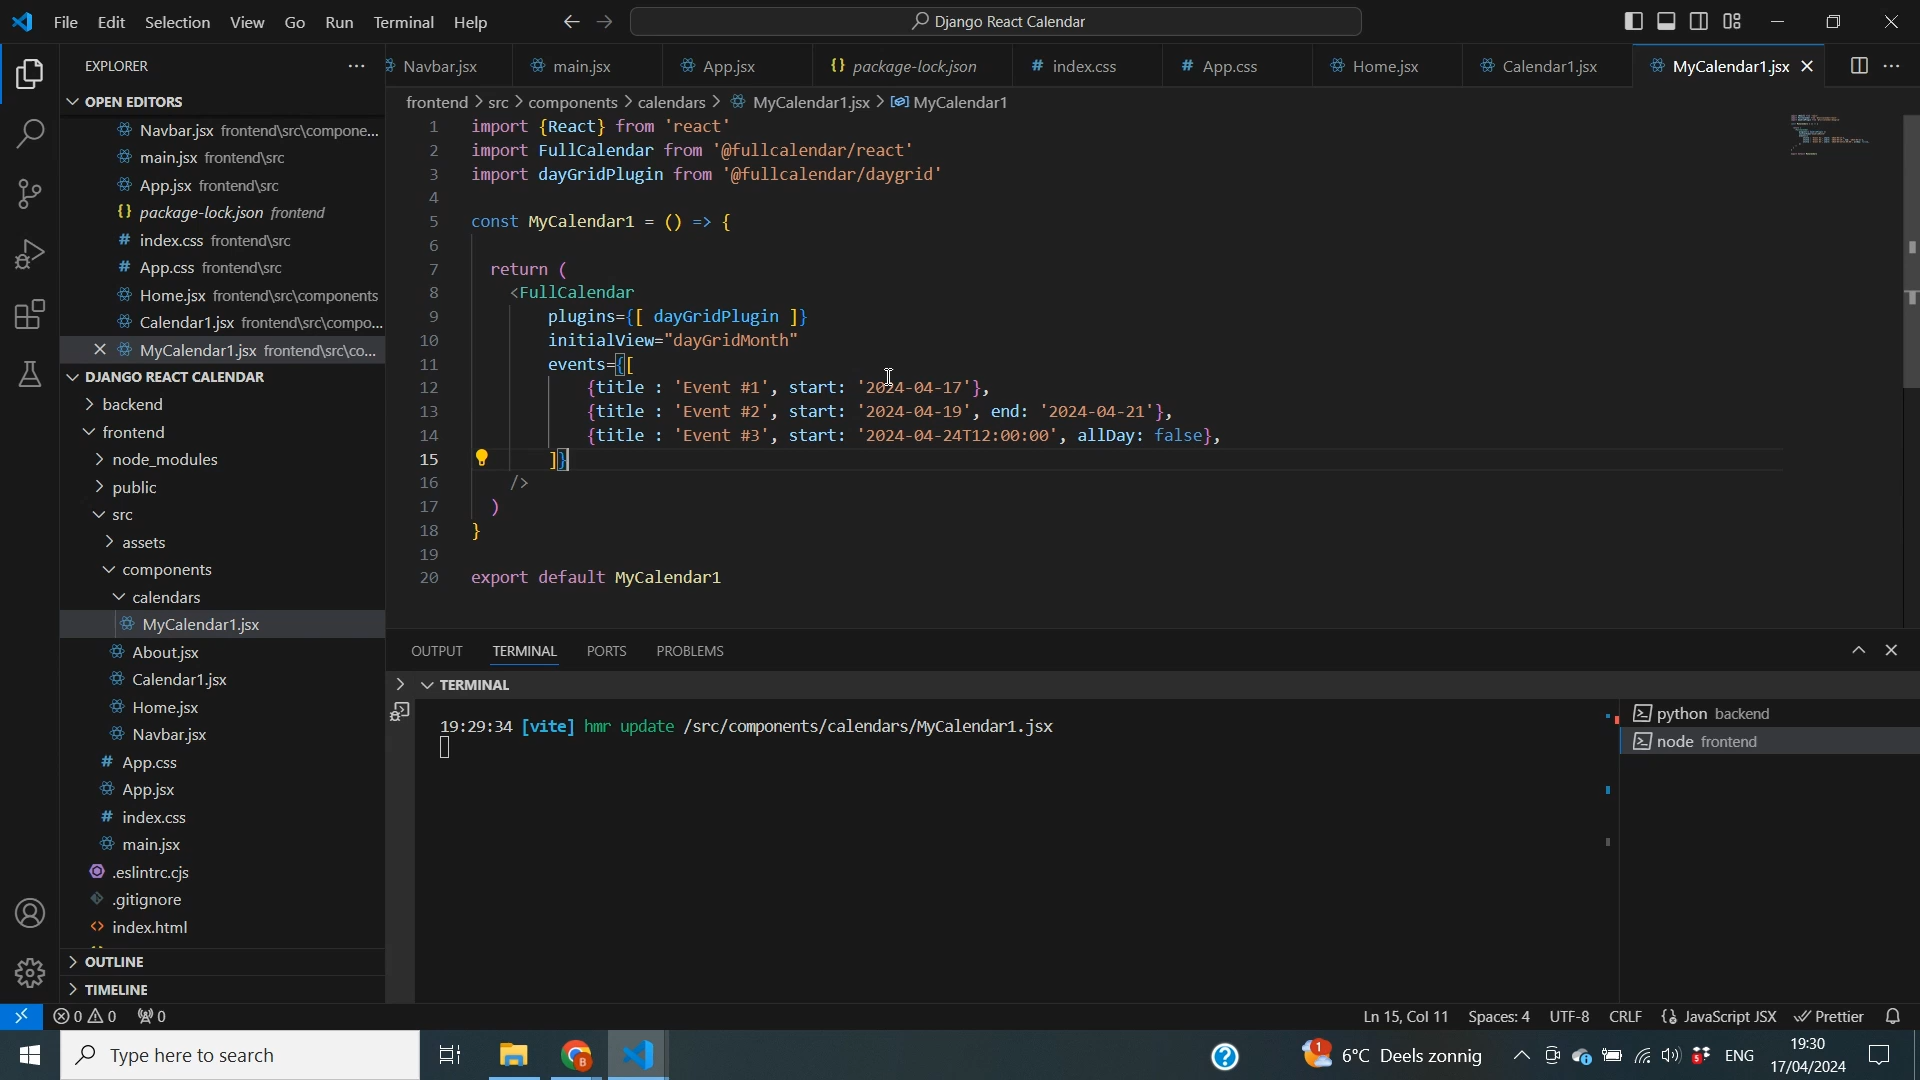 File Edit Selection View Go Run Terminal Help
Django React Calendar
EXPLORER
Navbar.jsx main.jsx App.jsx package-lock.json index.css App.css Home.jsx Calendar1.jsx MyCalendar1.jsx
OPEN EDITORS
Navbar.jsx frontend\src\compone...
main.jsx frontend\src
App.jsx frontend\src
package-lock.json frontend
index.css frontend\src
App.css frontend\src
Home.jsx frontend\src\components
Calendar1.jsx frontend\src\compo...
MyCalendar1.jsx frontend\src\co...
DJANGO REACT CALENDAR
backend
frontend
node_modules
public
src
assets
components
calendars
MyCalendar1.jsx
About.jsx
Calendar1.jsx
Home.jsx
Navbar.jsx
App.css
App.jsx
index.css
main.jsx
.eslintrc.cjs
.gitignore
index.html
OUTLINE
TIMELINE
frontend > src > components > calendars > MyCalendar1.jsx > MyCalendar1
1 import {React} from 'react'
2 import FullCalendar from '@fullcalendar/react'
3 import dayGridPlugin from '@fullcalendar/daygrid'
4
5 const MyCalendar1 = () => {
6
7 return (
8 <FullCalendar
9 plugins={[ dayGridPlugin ]}
10 initialView="dayGridMonth"
11 events={[
12 {title : 'Event #1', start: '2024-04-17'},
13 {title : 'Event #2', start: '2024-04-19', end: '2024-04-21'},
14 {title : 'Event #3', start: '2024-04-24T12:00:00', allDay: false},
15 ]}
16 />
17 )
18 }
19
20 export default MyCalendar1
OUTPUT TERMINAL PORTS PROBLEMS
TERMINAL
19:29:34 [vite] hmr update /src/components/calendars/MyCalendar1.jsx
python backend
node frontend
0 0 0
Ln 15, Col 11 Spaces: 4 UTF-8 CRLF JavaScript JSX Prettier
Type here to search
B
1
6°C Deels zonnig
ENG
19:30
17/04/2024